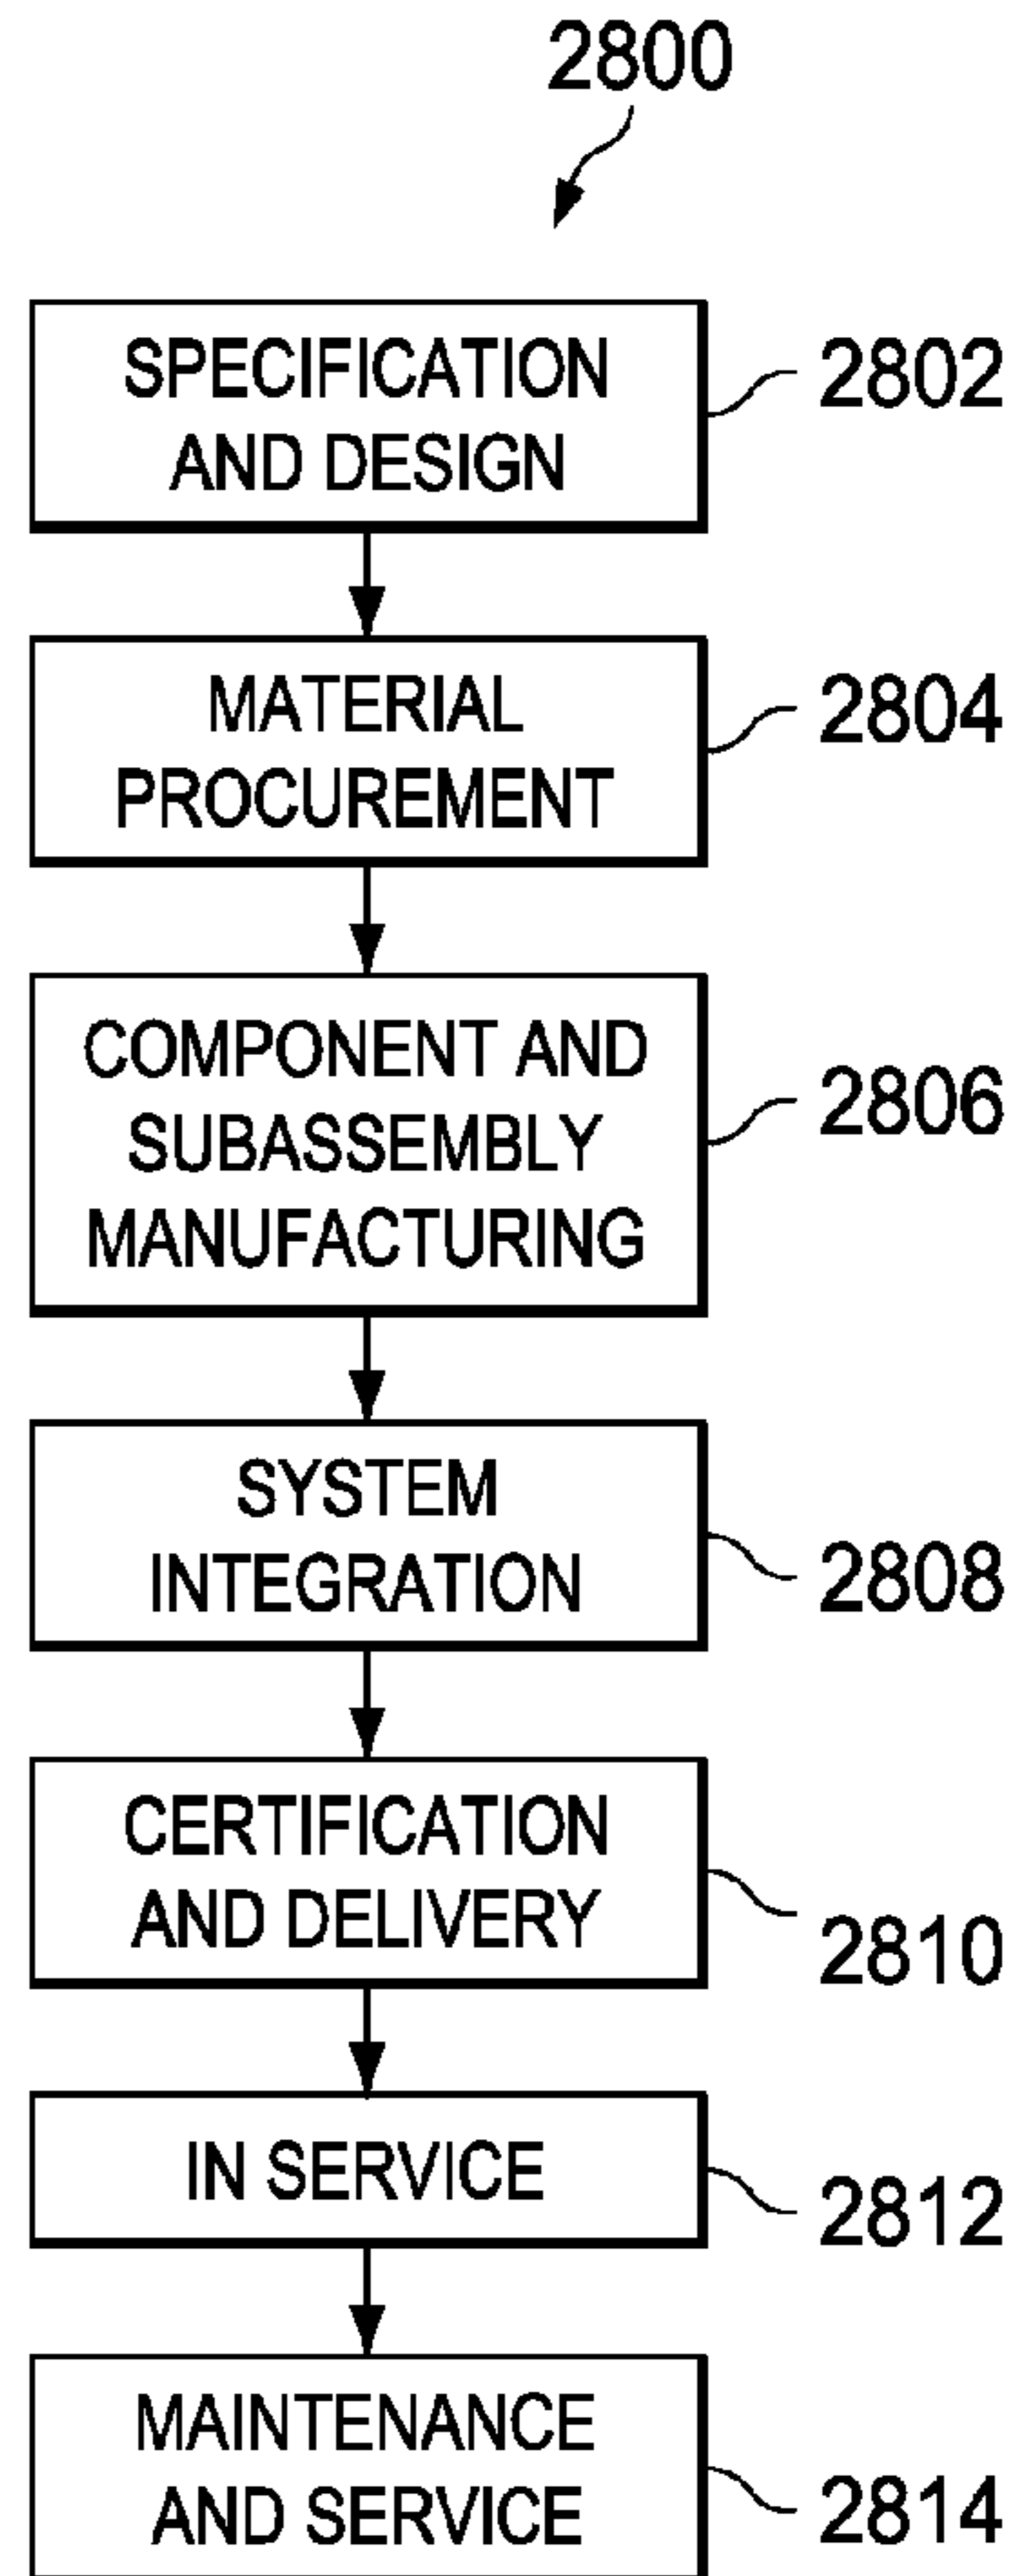 2800
SPECIFICATION
AND DESIGN
2802
MATERIAL
PROCUREMENT
2804
COMPONENT AND
SUBASSEMBLY
MANUFACTURING
2806
SYSTEM
INTEGRATION
2808
CERTIFICATION
AND DELIVERY
2810
IN SERVICE
2812
MAINTENANCE
AND SERVICE
2814